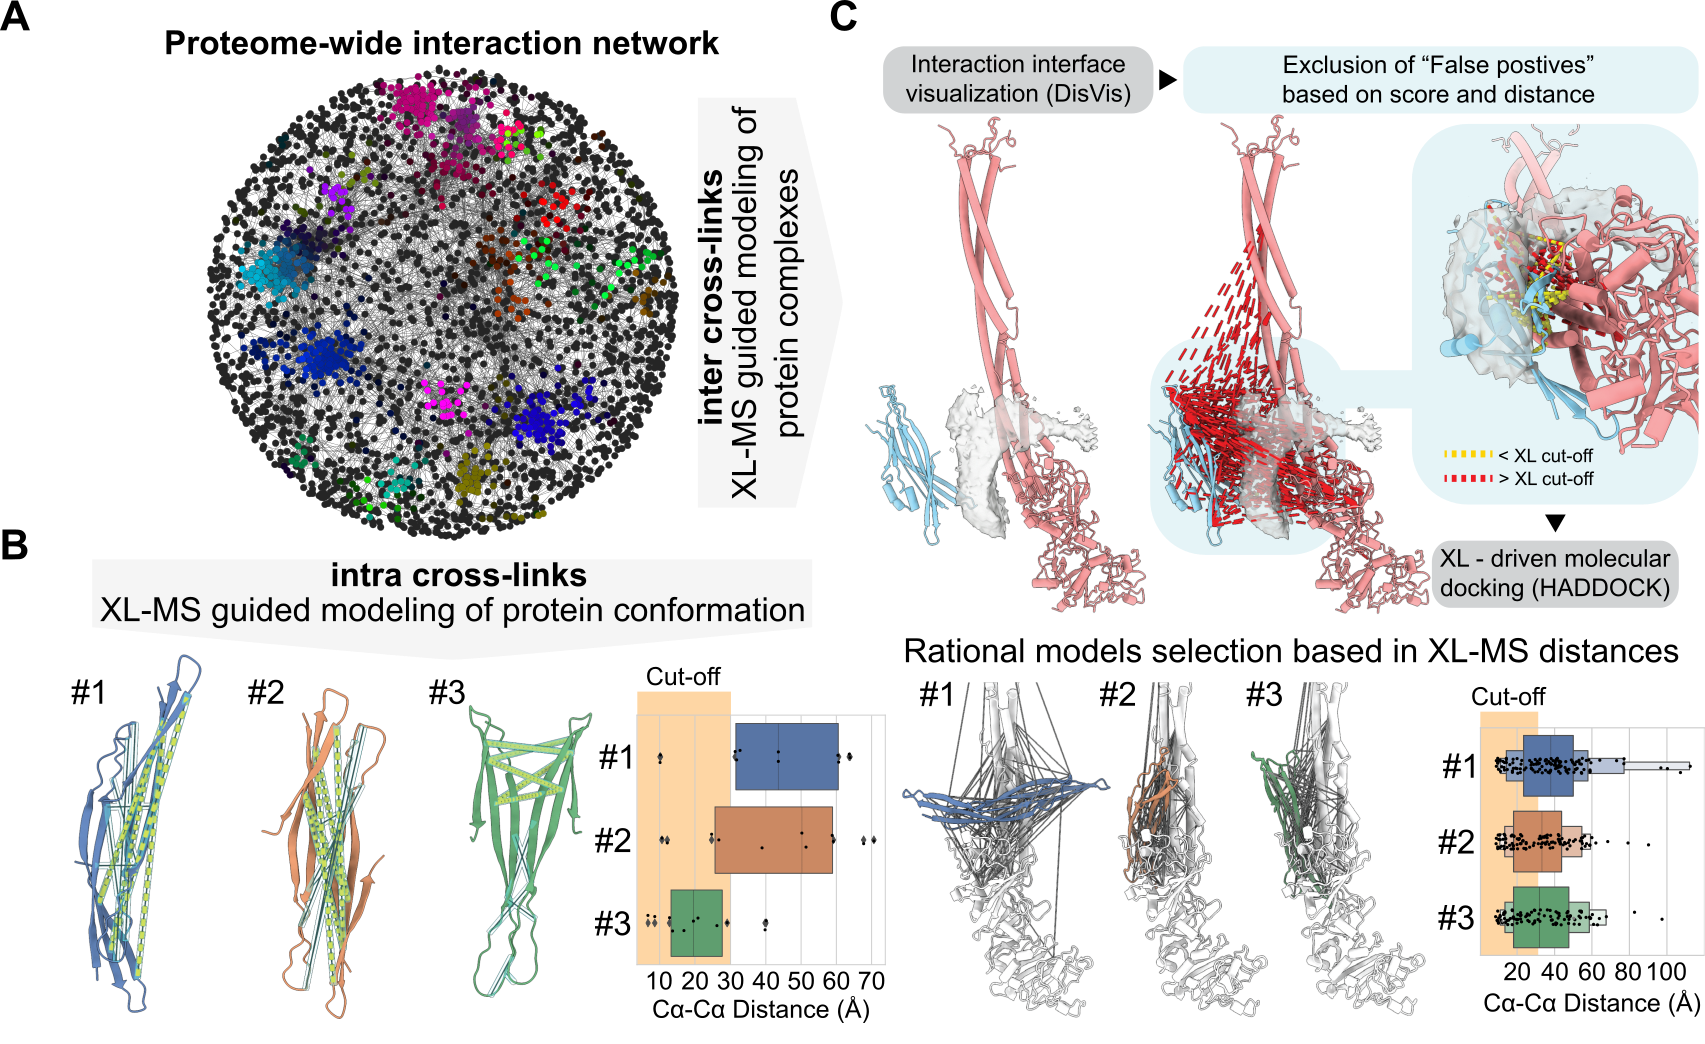 A
Proteome-wide interaction network
inter cross-links
XL-MS guided modeling of
protein complexes
B
intra cross-links
XL-MS guided modeling of protein conformation
#1
#2
#3
Cut-off
#1
#2
#3
10 20 30 40 50 60 70
Cα-Cα Distance (Å)
C
Interaction interface
visualization (DisVis)
Exclusion of “False postives”
based on score and distance
< XL cut-off
> XL cut-off
XL - driven molecular
docking (HADDOCK)
Rational models selection based in XL-MS distances
#1
#2
#3
Cut-off
#1
#2
#3
20 40 60 80 100
Cα-Cα Distance (Å)